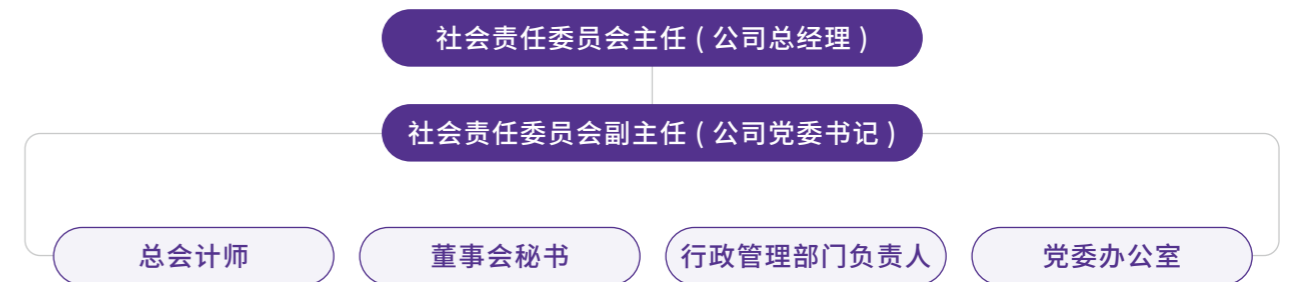 社会责任委员会主任 ( 公司总经理 )
社会责任委员会副主任 ( 公司党委书记 )
总会计师
董事会秘书
行政管理部门负责人
党委办公室